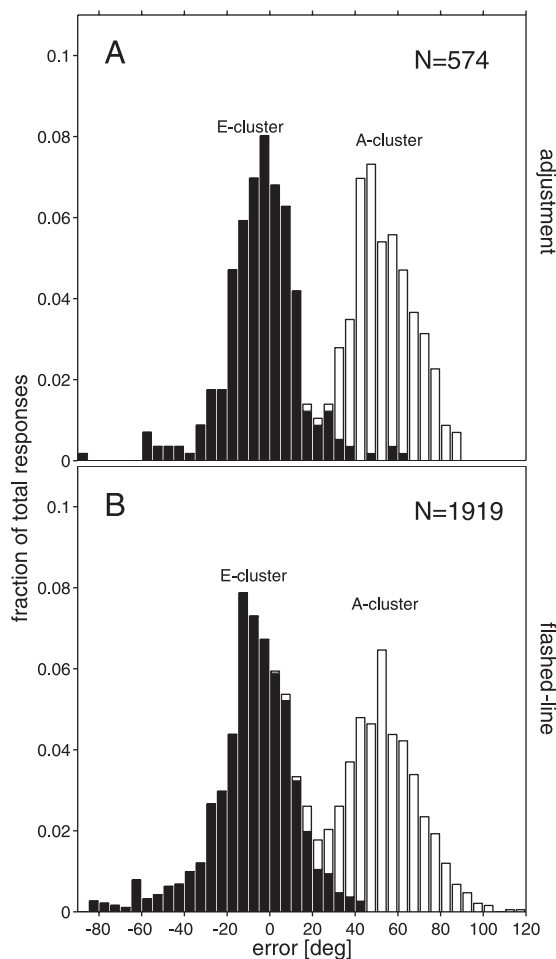 A
N=574
E-cluster
A-cluster
0.1
0.08
0.06
0.04
0.02
0
adjustment
B
N=1919
E-cluster
A-cluster
0.1
0.08
0.06
0.04
0.02
0
flashed-line
fraction of total responses
-80 -60 -40 -20 0 20 40 60 80 100 120
error [deg]